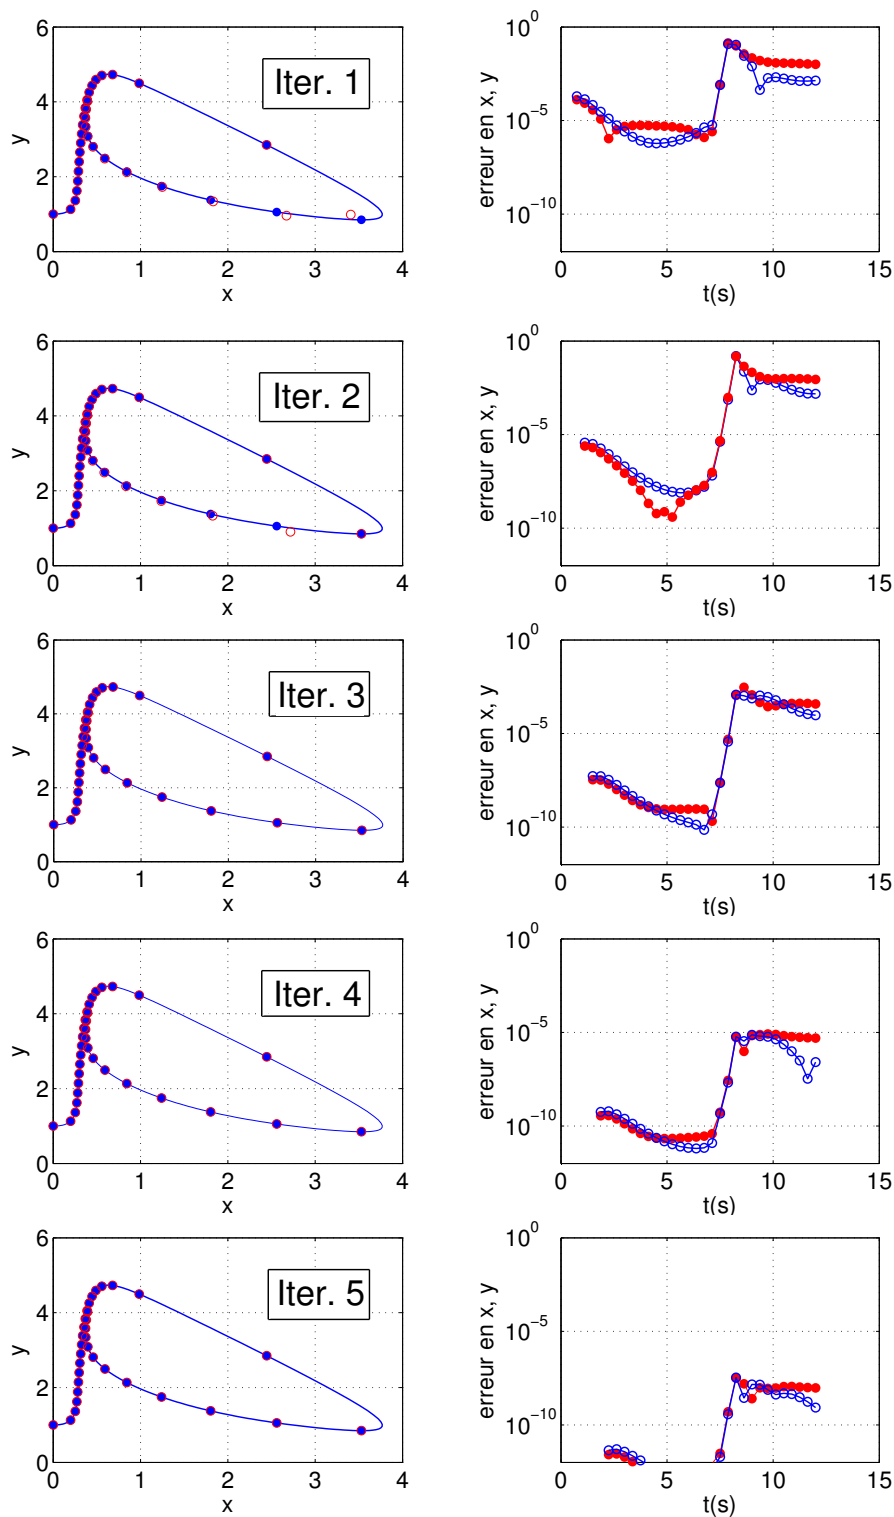 6
4
2
0
y
0 1 2 3 4
x
Iter. 1
10^0
10^-5
10^-10
erreur en x, y
0 5 10 15
t(s)
6
4
2
0
y
0 1 2 3 4
x
Iter. 2
10^0
10^-5
10^-10
erreur en x, y
0 5 10 15
t(s)
6
4
2
0
y
0 1 2 3 4
x
Iter. 3
10^0
10^-5
10^-10
erreur en x, y
0 5 10 15
t(s)
6
4
2
0
y
0 1 2 3 4
x
Iter. 4
10^0
10^-5
10^-10
erreur en x, y
0 5 10 15
t(s)
6
4
2
0
y
0 1 2 3 4
x
Iter. 5
10^0
10^-5
10^-10
erreur en x, y
0 5 10 15
t(s)